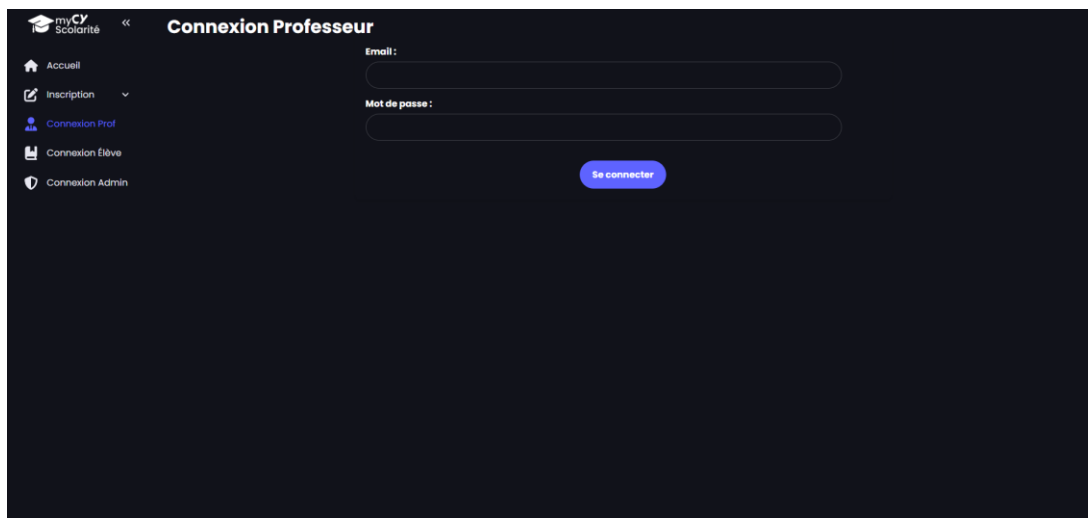 myCY
Scolarité
Connexion Professeur
Accueil
Inscription
Connexion Prof
Connexion Élève
Connexion Admin
Email :
Mot de passe :
Se connecter